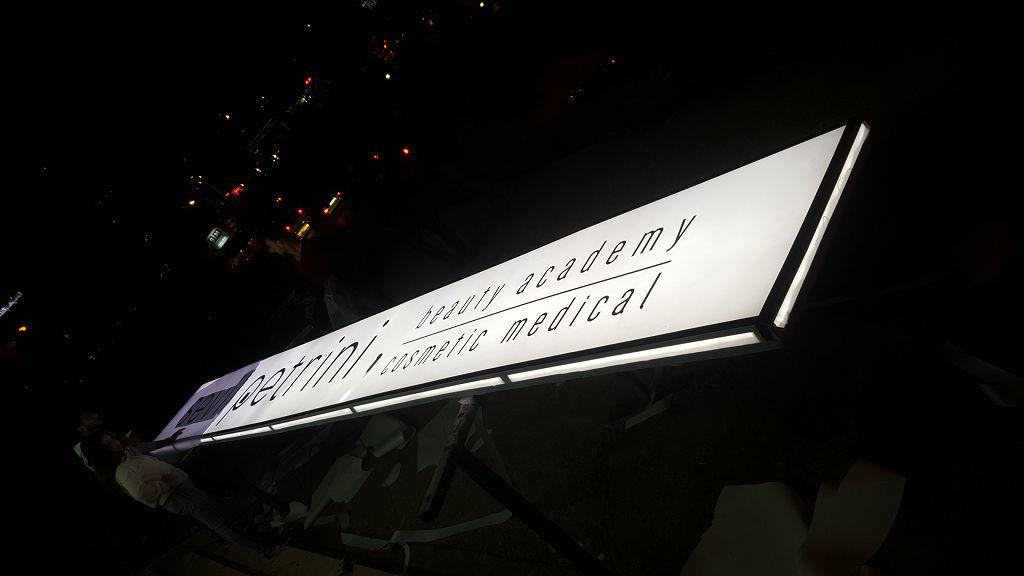 petrini,
beauty academy
cosmetic medical